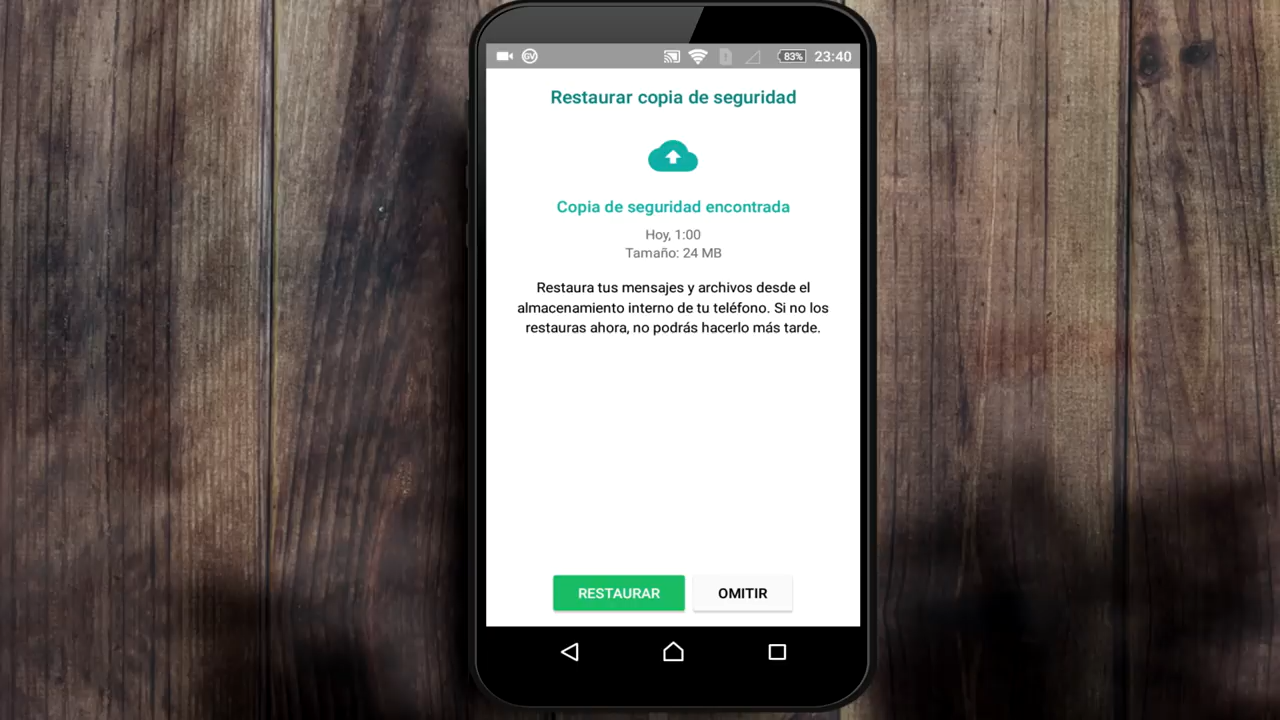 GV 83% 23:40
Restaurar copia de seguridad
Copia de seguridad encontrada
Hoy, 1:00
Tamaño: 24 MB
Restaura tus mensajes y archivos desde el
almacenamiento interno de tu teléfono. Si no los
restauras ahora, no podrás hacerlo más tarde.
RESTAURAR OMITIR